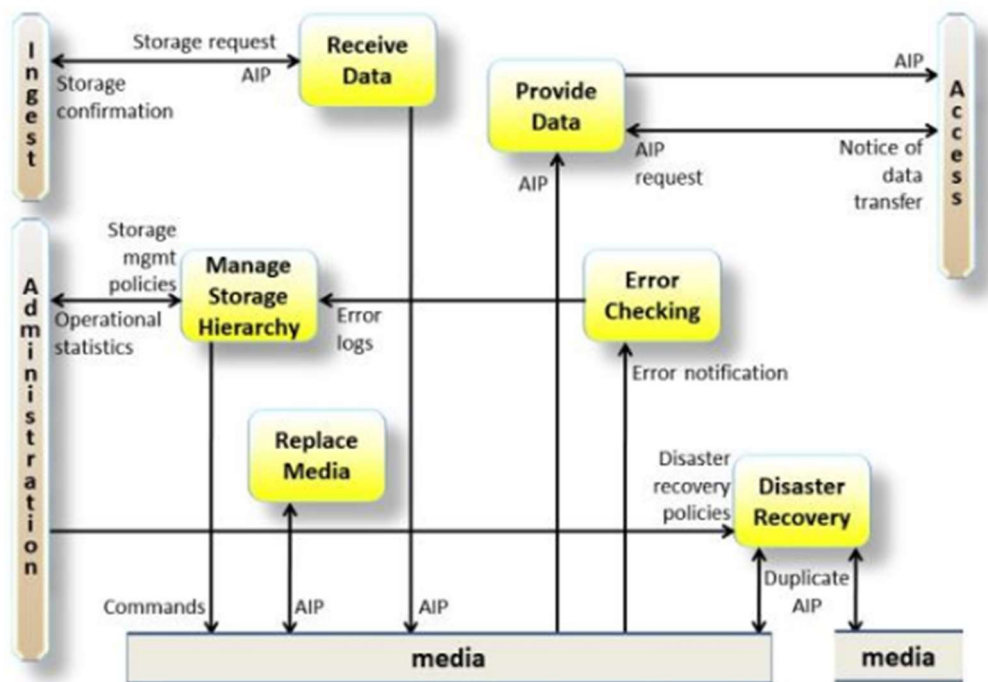 Ingest
Storage request
AIP
Storage
confirmation
Receive
Data
Provide
Data
AIP
AIP
request
Notice of
data
transfer
Access
AIP
Administration
Storage
mgmt
policies
Operational
statistics
Manage
Storage
Hierarchy
Error
logs
Error
Checking
Error notification
Replace
Media
Disaster
recovery
policies
Disaster
Recovery
Commands
AIP
AIP
Duplicate
AIP
media
media